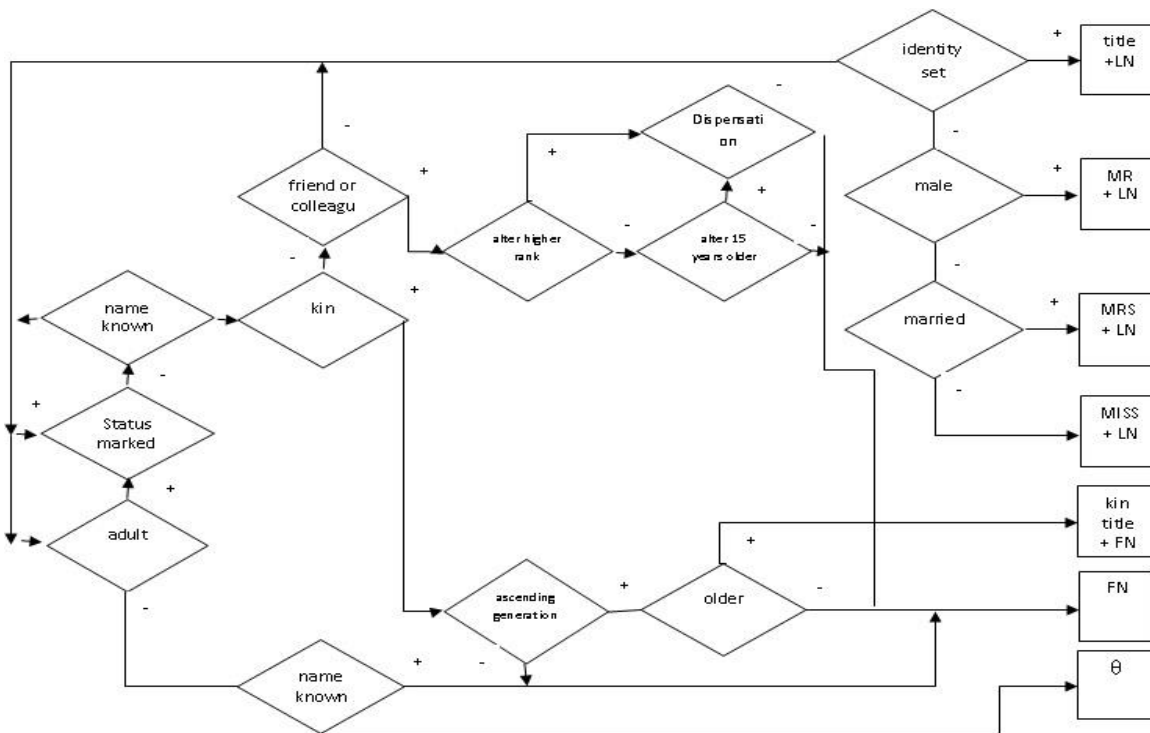 +
identity
set
title
+LN
-
-
Dispensati
on
-
friend or
colleagu
+
+
male
+
MR
+ LN
+
alter higher
rank
-
alter 15
years older
-
-
-
name
known
kin
+
married
+
MRS
+ LN
-
-
+
Status
marked
MISS
+ LN
+
adult
kin
title
+ FN
+
-
ascending
generation
+
older
-
FN
name
known
+
-
θ